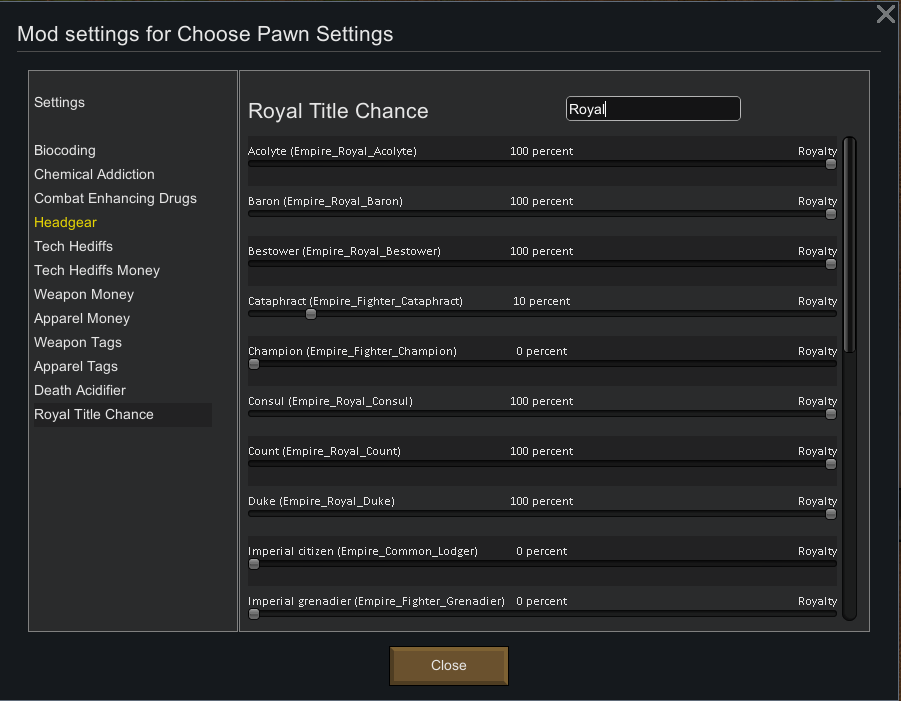 Mod settings for Choose Pawn Settings
Settings
Biocoding
Chemical Addiction
Combat Enhancing Drugs
Headgear
Tech Hediffs
Tech Hediffs Money
Weapon Money
Apparel Money
Weapon Tags
Apparel Tags
Death Acidifier
Royal Title Chance
Royal Title Chance Royal
Acolyte (Empire_Royal_Acolyte) 100 percent Royalty
Baron (Empire_Royal_Baron) 100 percent Royalty
Bestower (Empire_Royal_Bestower) 100 percent Royalty
Cataphract (Empire_Fighter_Cataphract) 10 percent Royalty
Champion (Empire_Fighter_Champion) 0 percent Royalty
Consul (Empire_Royal_Consul) 100 percent Royalty
Count (Empire_Royal_Count) 100 percent Royalty
Duke (Empire_Royal_Duke) 100 percent Royalty
Imperial citizen (Empire_Common_Lodger) 0 percent Royalty
Imperial grenadier (Empire_Fighter_Grenadier) 0 percent Royalty
Close